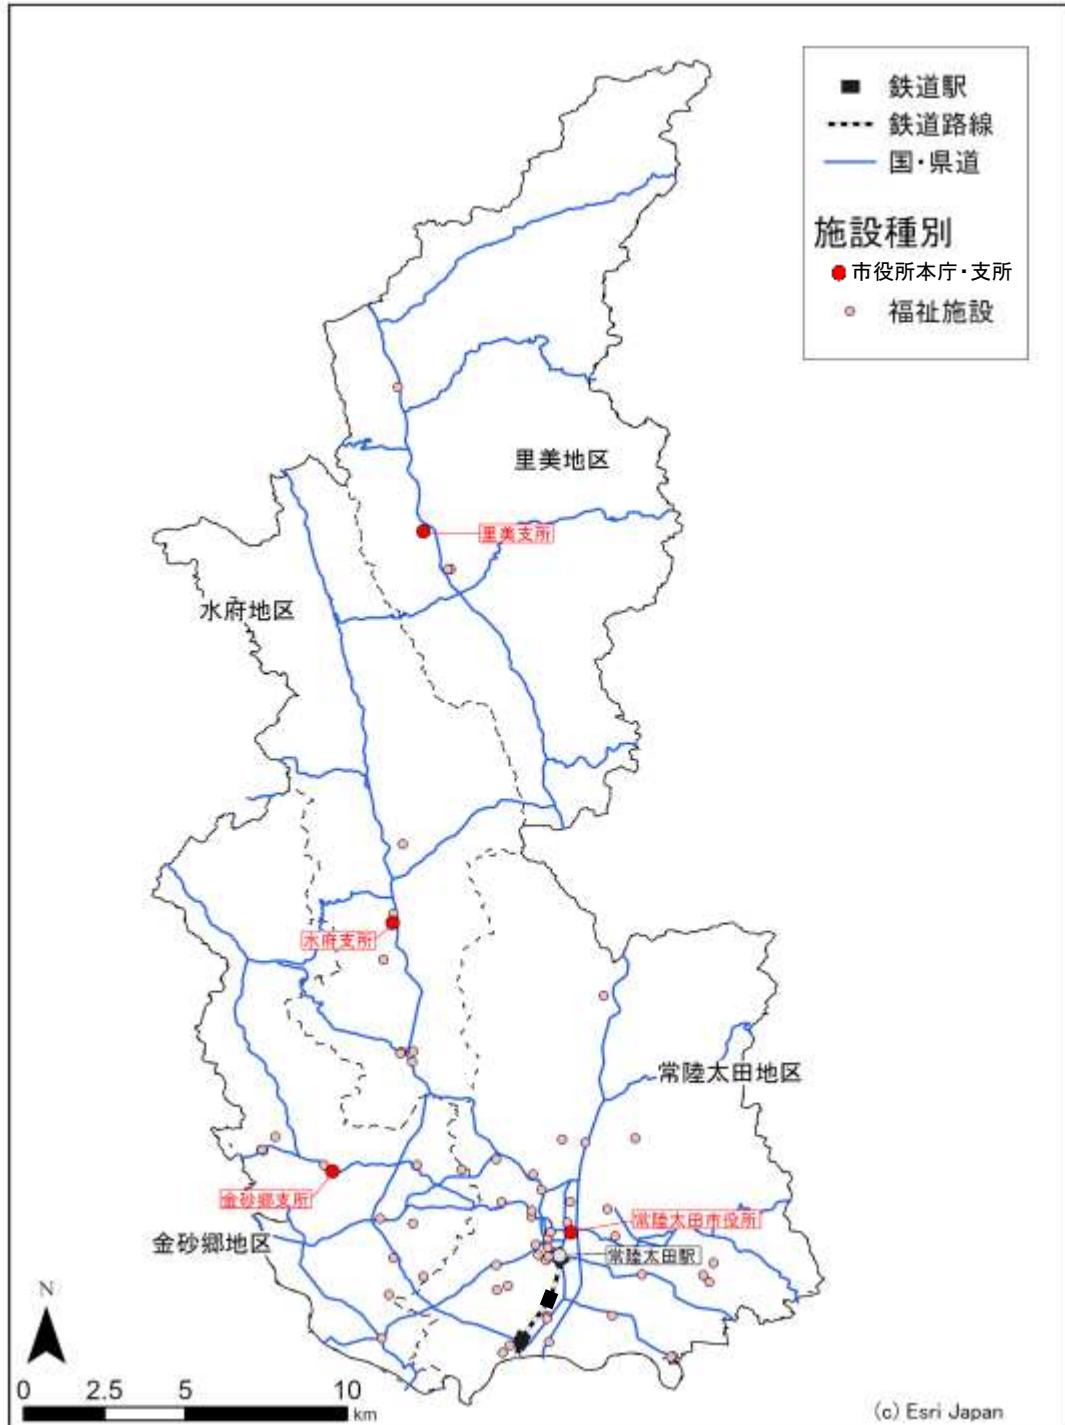 鉄道駅
鉄道路線
国・県道
施設種別
市役所本庁・支所
福祉施設
里美地区
里美支所
水府地区
水府支所
常陸太田地区
金砂郷支所
常陸太田市役所
金砂郷地区
常陸太田駅
N
0 2.5 5 10
km
(c) Esri Japan